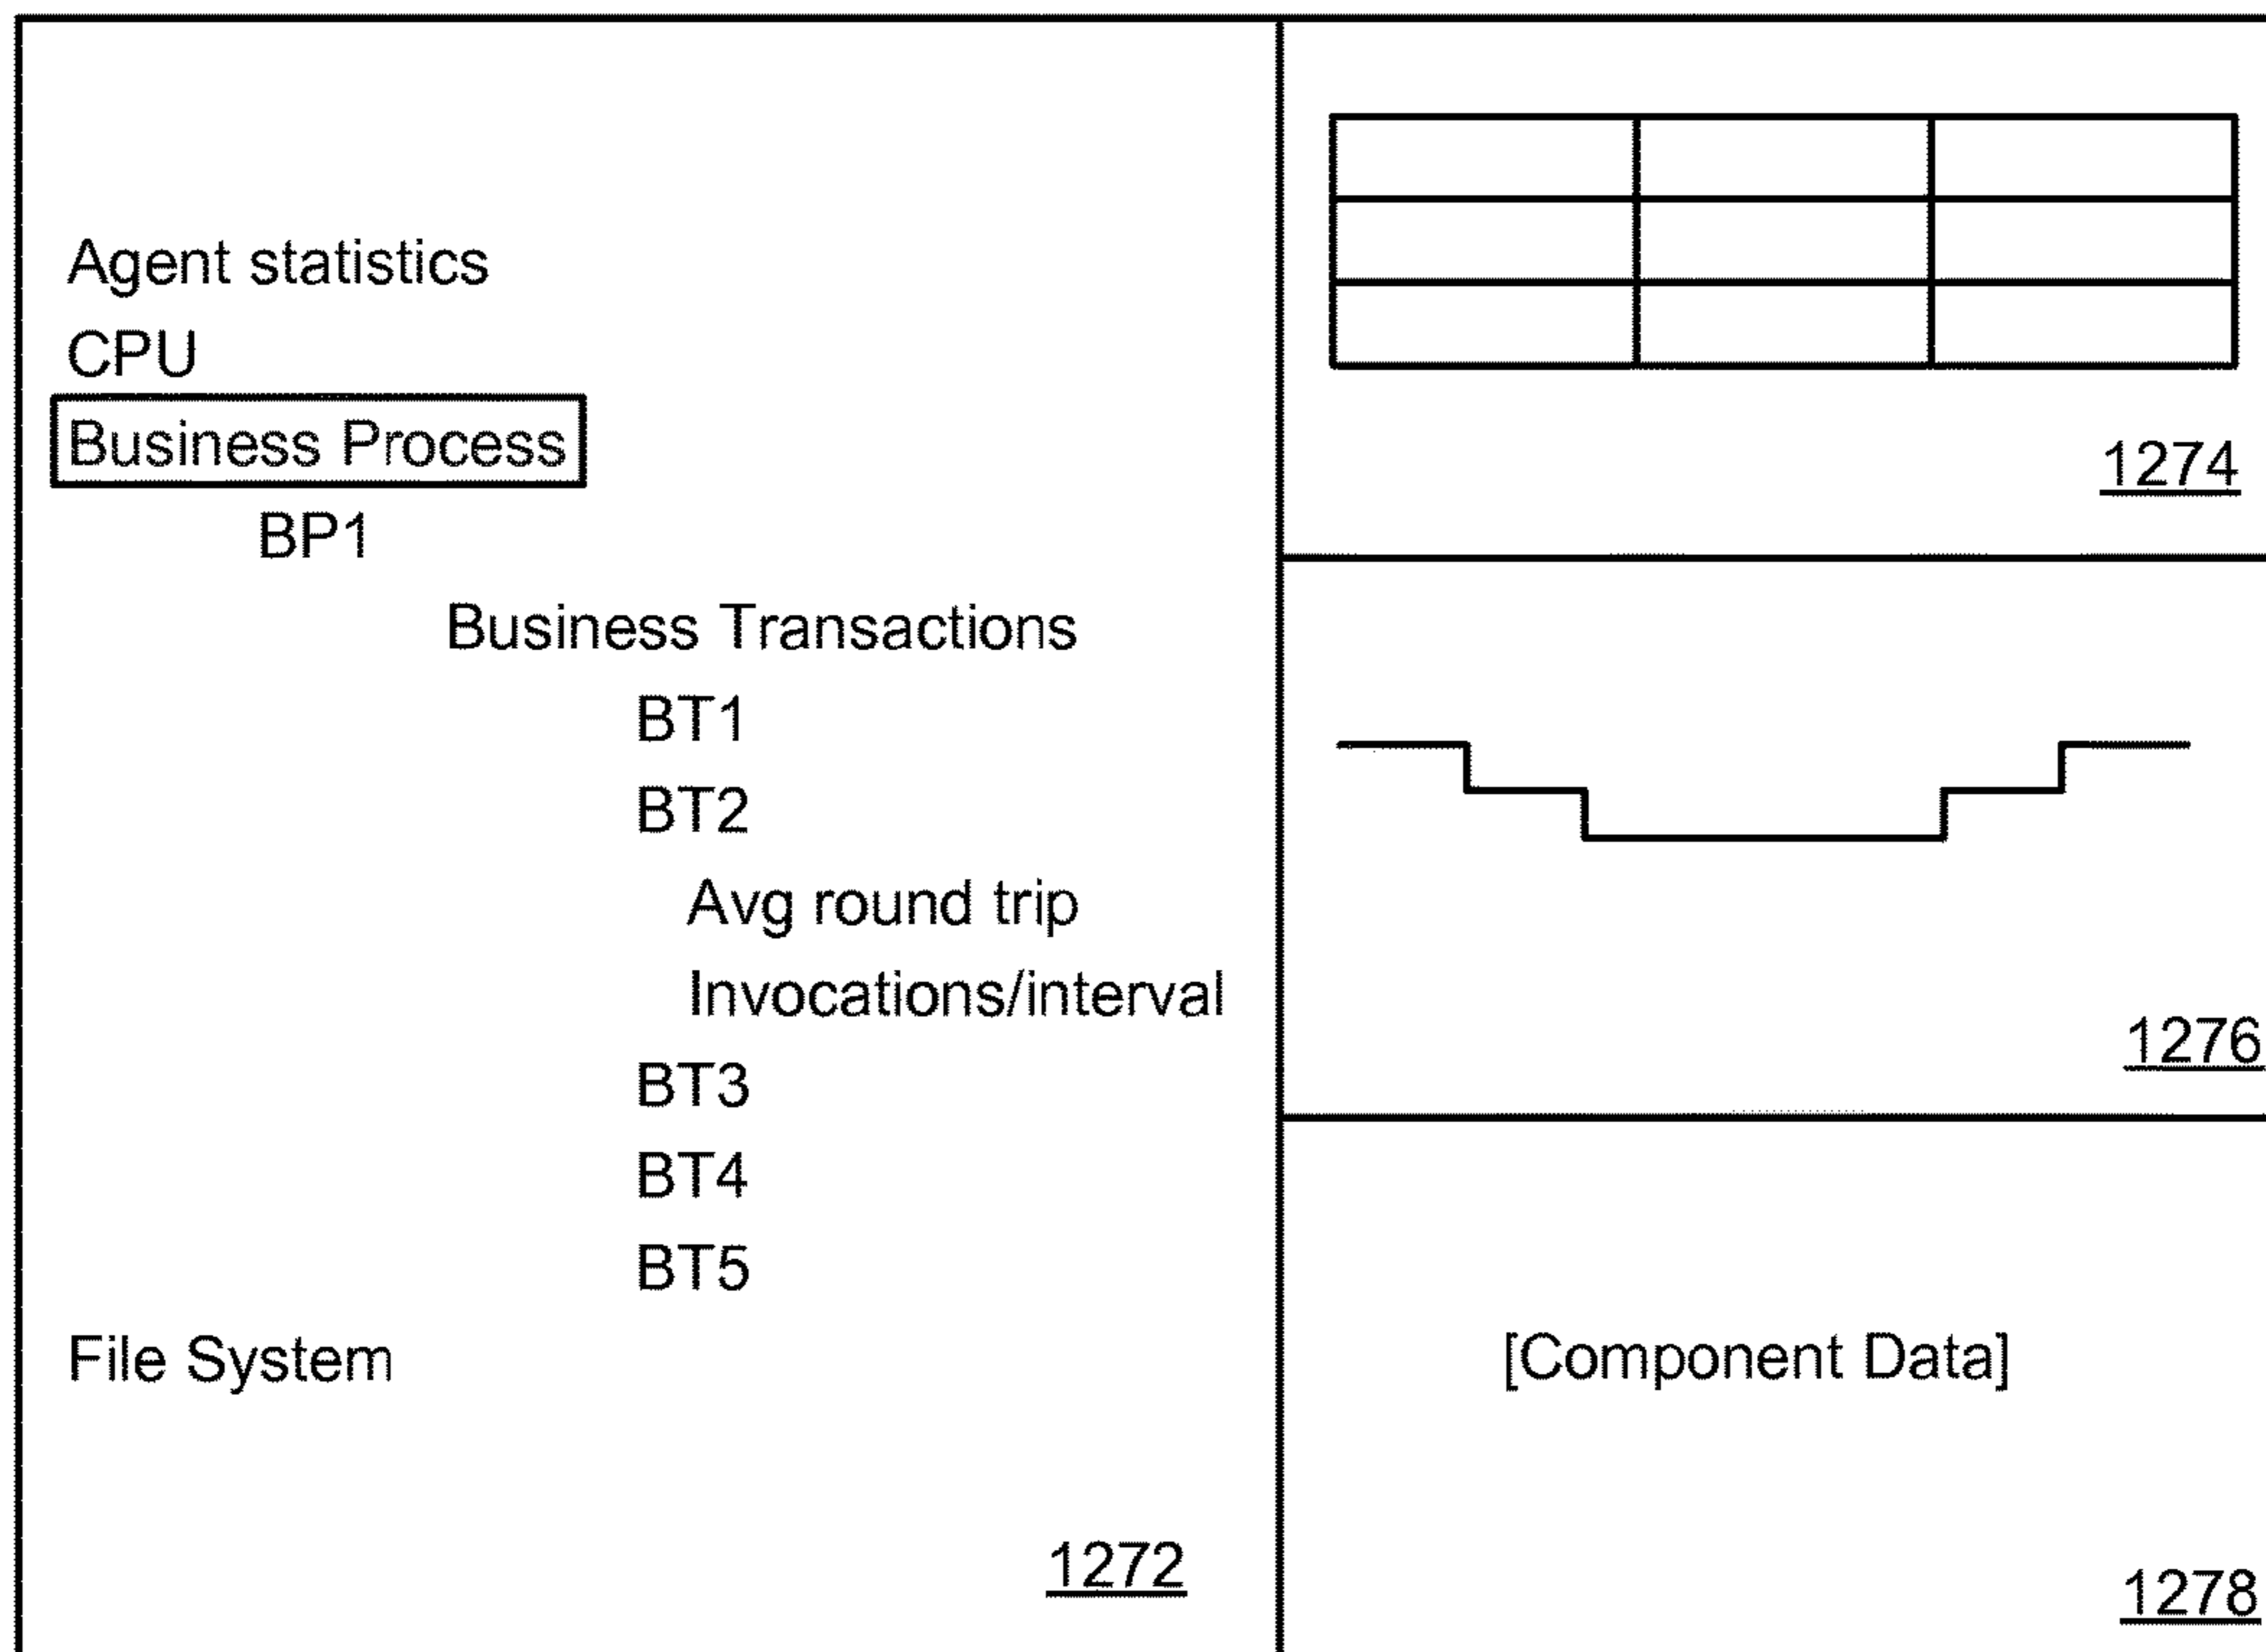 Agent statistics
CPU
Business Process
BP1
Business Transactions
BT1
BT2
Avg round trip
Invocations/interval
BT3
BT4
BT5
File System
1272
1274
1276
[Component Data]
1278